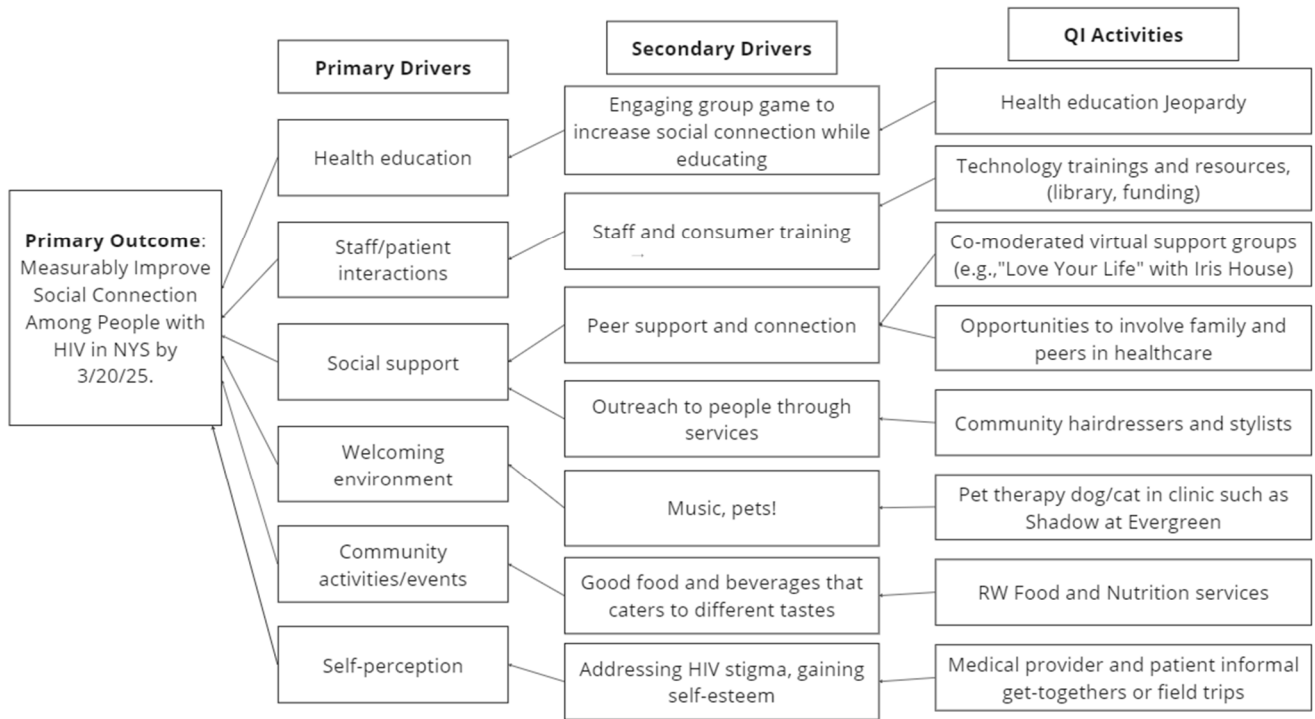 Primary Outcome:
Measurably Improve
Social Connection
Among People with
HIV in NYS by
3/20/25.
Primary Drivers
Health education
Staff/patient
interactions
Social support
Welcoming
environment
Community
activities/events
Self-perception
Secondary Drivers
Engaging group game to
increase social connection while
educating
Staff and consumer training
Peer support and connection
Outreach to people through
services
Music, pets!
Good food and beverages that
caters to different tastes
Addressing HIV stigma, gaining
self-esteem
QI Activities
Health education Jeopardy
Technology trainings and resources,
(library, funding)
Co-moderated virtual support groups
(e.g.,"Love Your Life" with Iris House)
Opportunities to involve family and
peers in healthcare
Community hairdressers and stylists
Pet therapy dog/cat in clinic such as
Shadow at Evergreen
RW Food and Nutrition services
Medical provider and patient informal
get-togethers or field trips